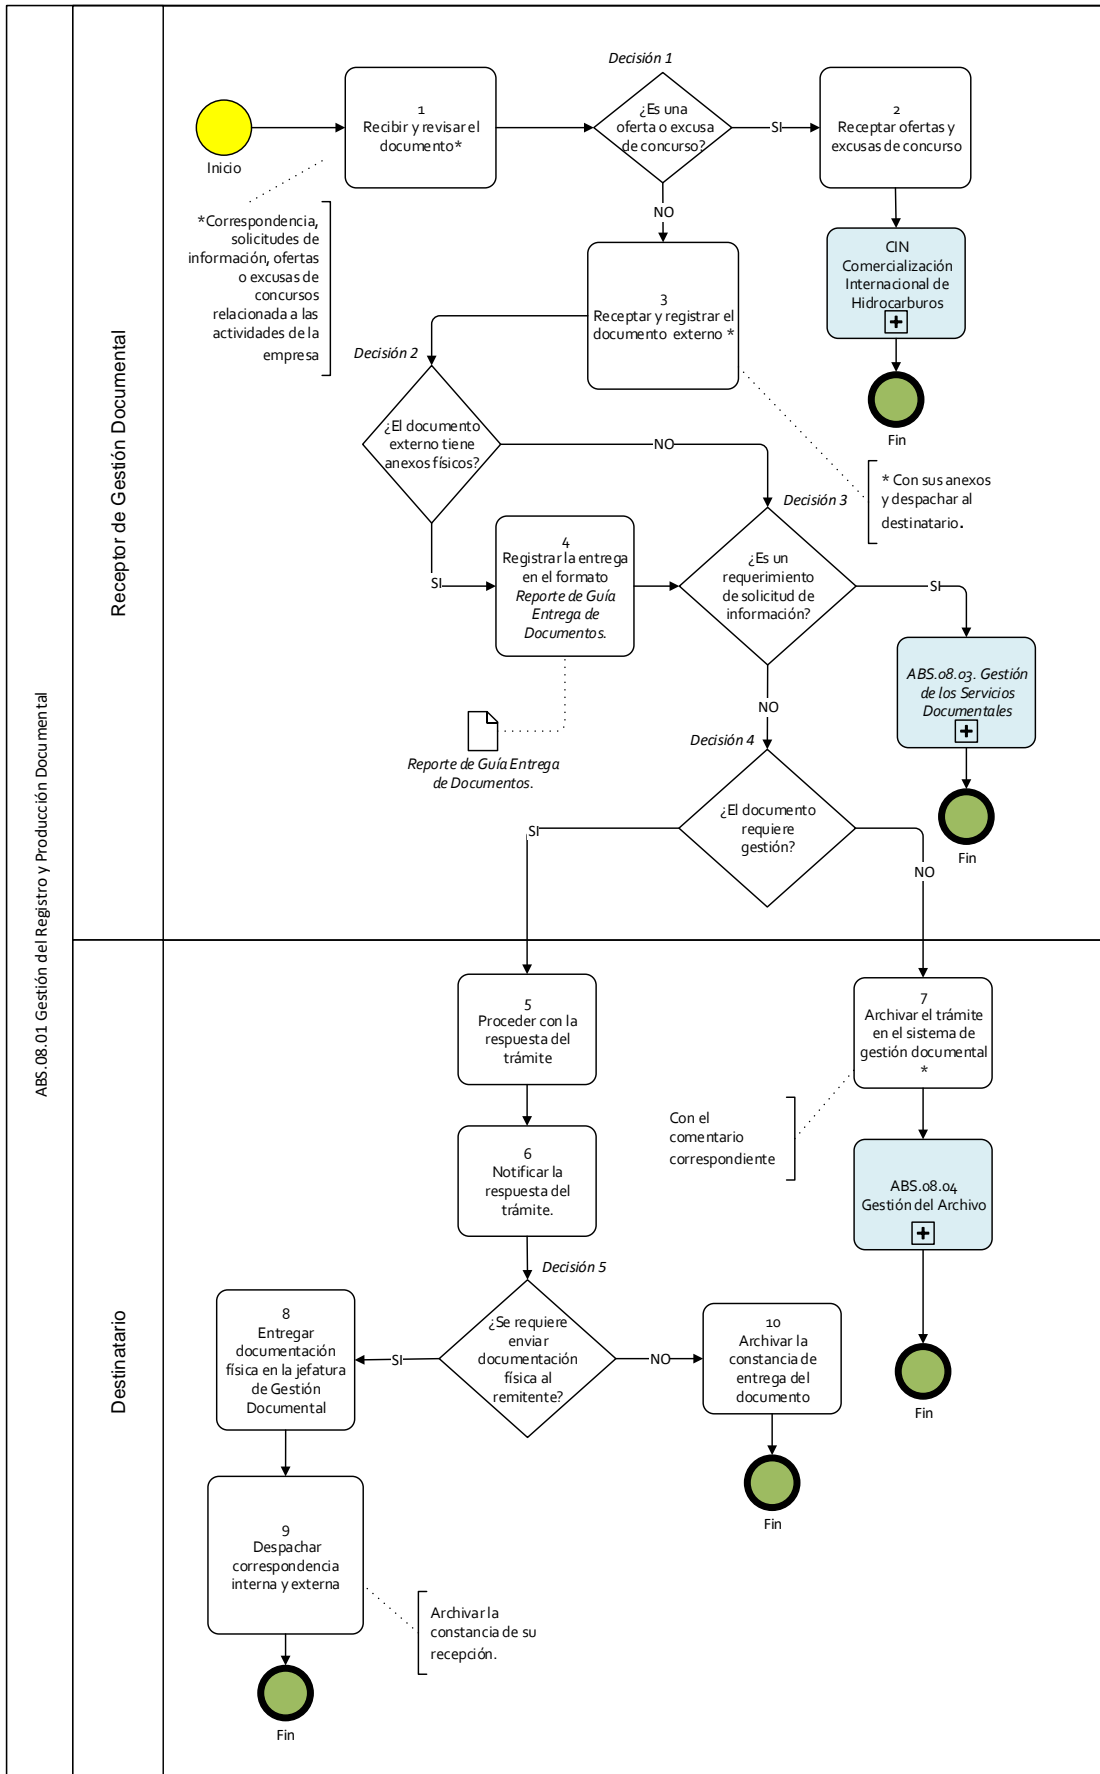 ABS.08.01 Gestión del Registro y Producción Documental
Receptor de Gestión Documental
Inicio
1
Recibir y revisar el
documento*
*Correspondencia,
solicitudes de
información, ofertas
o excusas de
concursos
relacionada a las
actividades de la
empresa
Decisión 1
¿Es una
oferta o excusa
de concurso?
SI
2
Receptar ofertas y
excusas de concurso
CIN
Comercialización
Internacional de
Hidrocarburos
Fin
NO
3
Receptar y registrar el
documento externo *
* Con sus anexos
y despachar al
destinatario.
Decisión 2
¿El documento
externo tiene
anexos físicos?
NO
SI
4
Registrar la entrega
en el formato
Reporte de Guía
Entrega de
Documentos.
Reporte de Guía Entrega
de Documentos.
Decisión 3
¿Es un
requerimiento
de solicitud de
información?
SI
ABS.08.03. Gestión
de los Servicios
Documentales
Fin
NO
Decisión 4
¿El documento
requiere
gestión?
SI
NO
Destinatario
5
Proceder con la
respuesta del
trámite
6
Notificar la
respuesta del
trámite.
7
Archivar el trámite
en el sistema de
gestión documental
*
Con el
comentario
correspondiente
ABS.08.04
Gestión del Archivo
Fin
Decisión 5
¿Se requiere
enviar
documentación
física al
remitente?
SI
8
Entregar
documentación
física en la jefatura
de Gestión
Documental
NO
10
Archivar la
constancia de
entrega del
documento
Fin
9
Despachar
correspondencia
interna y externa
Archivar la
constancia de su
recepción.
Fin